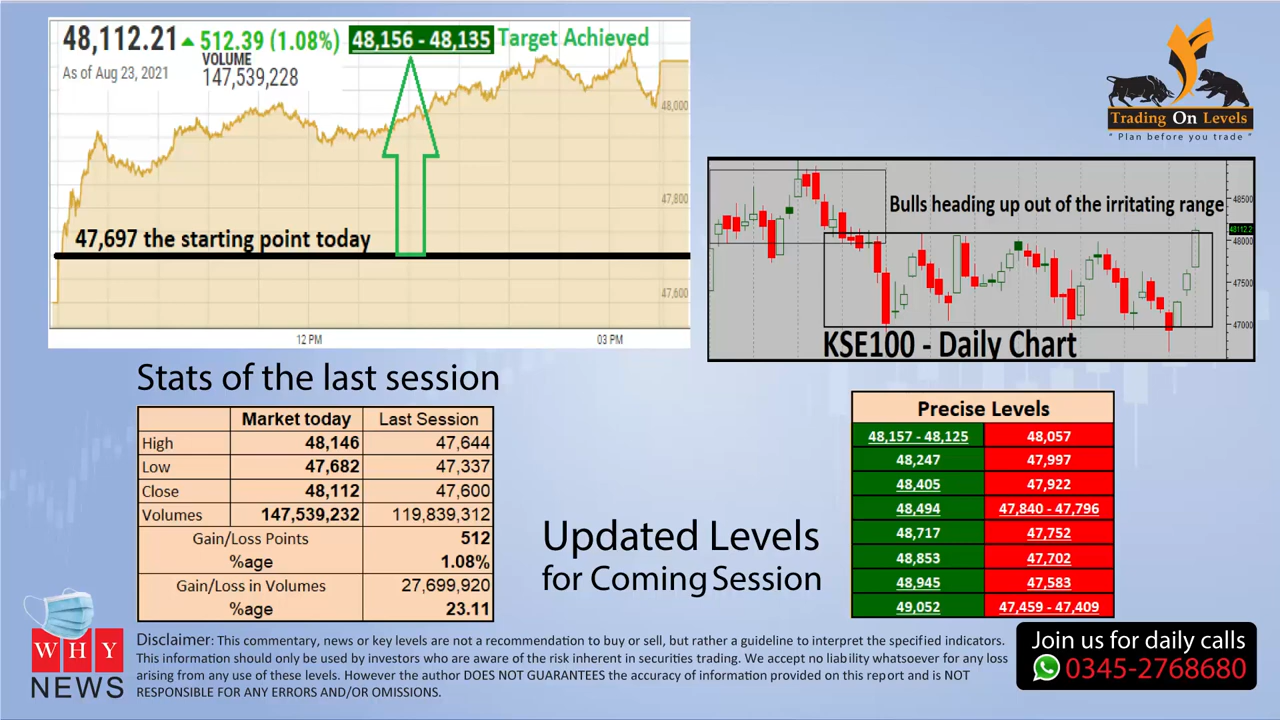 48,112.21 ▲ 512.39 (1.08%) 48,156 - 48,135 Target Achieved
As of Aug 23, 2021
VOLUME
147,539,228
48,000
47,800
47,697 the starting point today
47,600
12 PM 03 PM
Trading On Levels
" Plan before you trade "
Bulls heading up out of the irritating range
48500
48112.2
48000
47500
47000
KSE100 - Daily Chart
Stats of the last session
Market today Last Session
High 48,146 47,644
Low 47,682 47,337
Close 48,112 47,600
Volumes 147,539,232 119,839,312
Gain/Loss Points 512
%age 1.08%
Gain/Loss in Volumes 27,699,920
%age 23.11
Updated Levels
for Coming Session
Precise Levels
48,157 - 48,125 48,057
48,247 47,997
48,405 47,922
48,494 47,840 - 47,796
48,717 47,752
48,853 47,702
48,945 47,583
49,052 47,459 - 47,409
WHY
NEWS
Disclaimer: This commentary, news or key levels are not a recommendation to buy or sell, but rather a guideline to interpret the specified indicators.
This information should only be used by investors who are aware of the risk inherent in securities trading. We accept no liability whatsoever for any loss
arising from any use of these levels. However the author DOES NOT GUARANTEES the accuracy of information provided on this report and is NOT
RESPONSIBLE FOR ANY ERRORS AND/OR OMISSIONS.
Join us for daily calls
0345-2768680